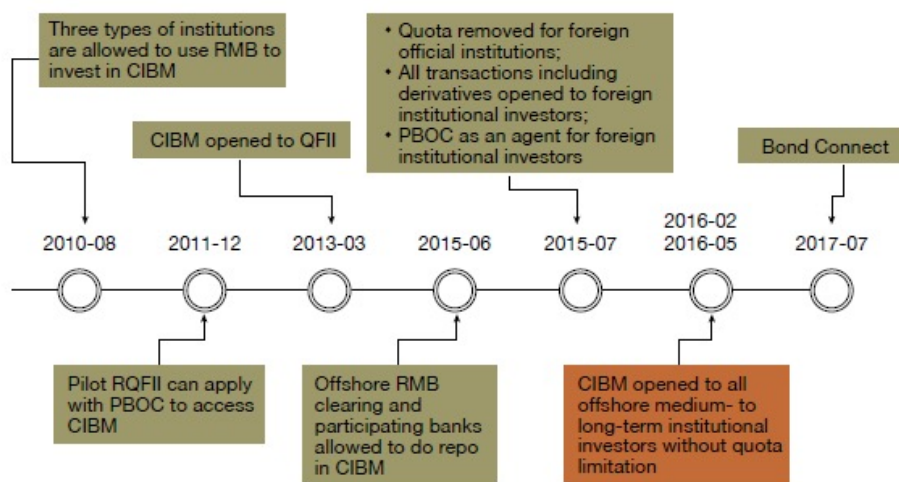 Three types of institutions
are allowed to use RMB to
invest in CIBM
CIBM opened to QFII
• Quota removed for foreign
official institutions;
• All transactions including
derivatives opened to foreign
institutional investors;
• PBOC as an agent for foreign
institutional investors
Bond Connect
2010-08
2011-12
2013-03
2015-06
2015-07
2016-02
2016-05
2017-07
Pilot RQFII can apply
with PBOC to access
CIBM
Offshore RMB
clearing and
participating banks
allowed to do repo
in CIBM
CIBM opened to all
offshore medium- to
long-term institutional
investors without quota
limitation